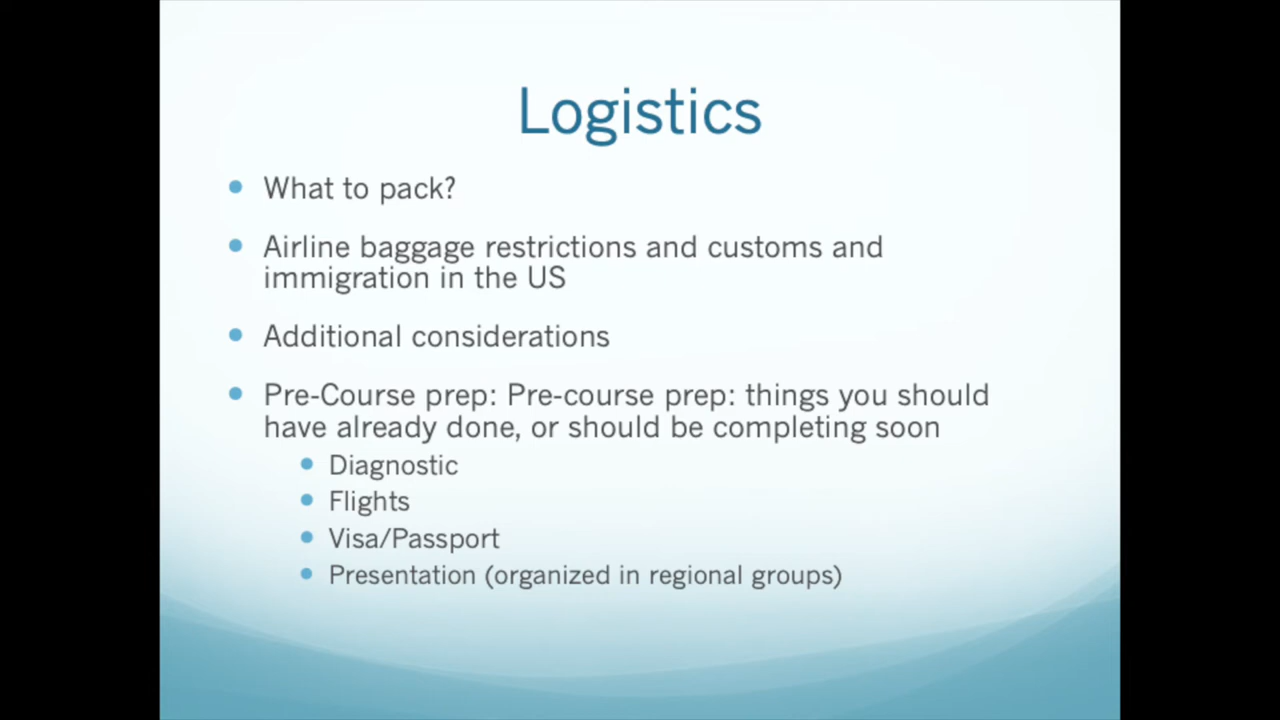 Logistics
What to pack?
Airline baggage restrictions and customs and
immigration in the US
Additional considerations
Pre-Course prep: Pre-course prep: things you should
have already done, or should be completing soon
Diagnostic
Flights
Visa/Passport
Presentation (organized in regional groups)